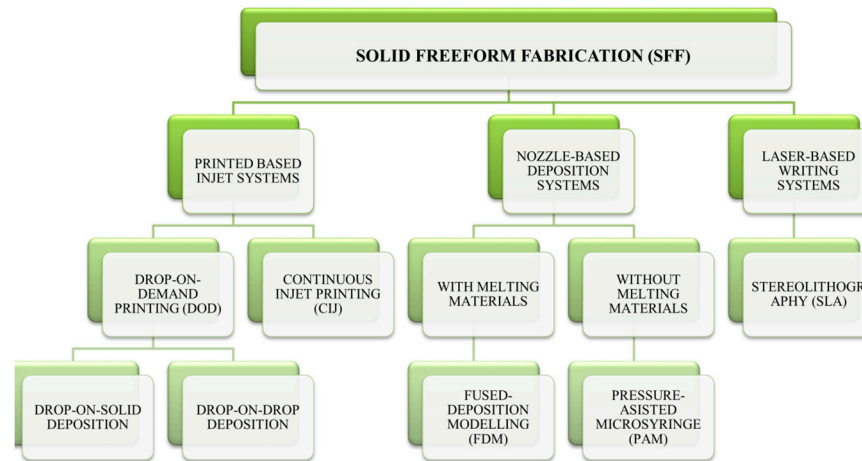 SOLID FREEFORM FABRICATION (SFF)
PRINTED BASED
INJET SYSTEMS
NOZZLE-BASED
DEPOSITION
SYSTEMS
LASER-BASED
WRITING
SYSTEMS
DROP-ON-
DEMAND
PRINTING (DOD)
CONTINUOUS
INJET PRINTING
(CIJ)
WITH MELTING
MATERIALS
WITHOUT
MELTING
MATERIALS
STEREOLITHOGR
APHY (SLA)
DROP-ON-SOLID
DEPOSITION
DROP-ON-DROP
DEPOSITION
FUSED-
DEPOSITION
MODELLING
(FDM)
PRESSURE-
ASISTED
MICROSYRINGE
(PAM)